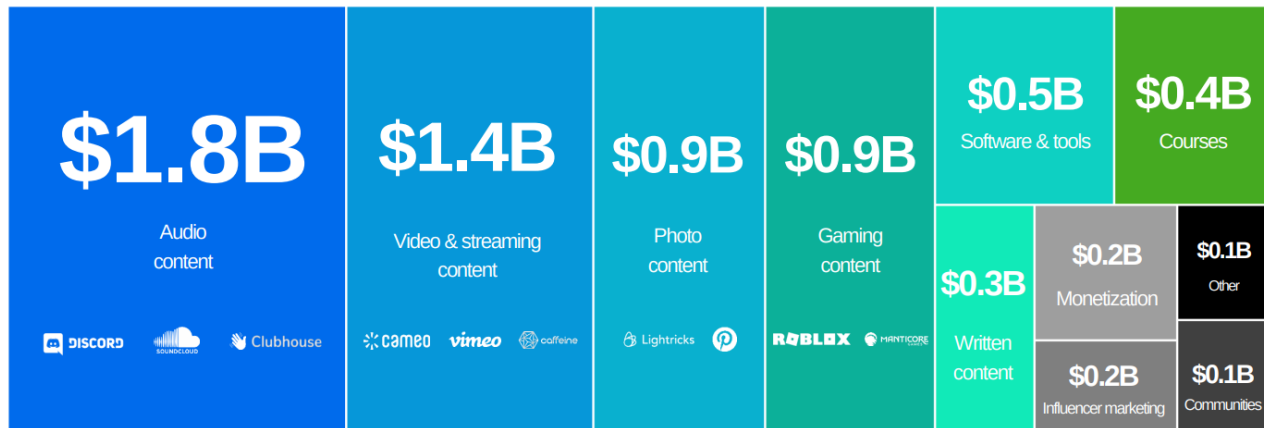 $1.8B
Audio
content
DISCORD
SOUNDCLOUD
Clubhouse
$1.4B
Video & streaming
content
cameo
vimeo
caffeine
$0.9B
Photo
content
Lightricks
$0.9B
Gaming
content
ROBLOX
MANTICORE
GAMES
$0.5B
Software & tools
$0.4B
Courses
$0.3B
Written
content
$0.2B
Monetization
$0.2B
Influencer marketing
$0.1B
Other
$0.1B
Communities